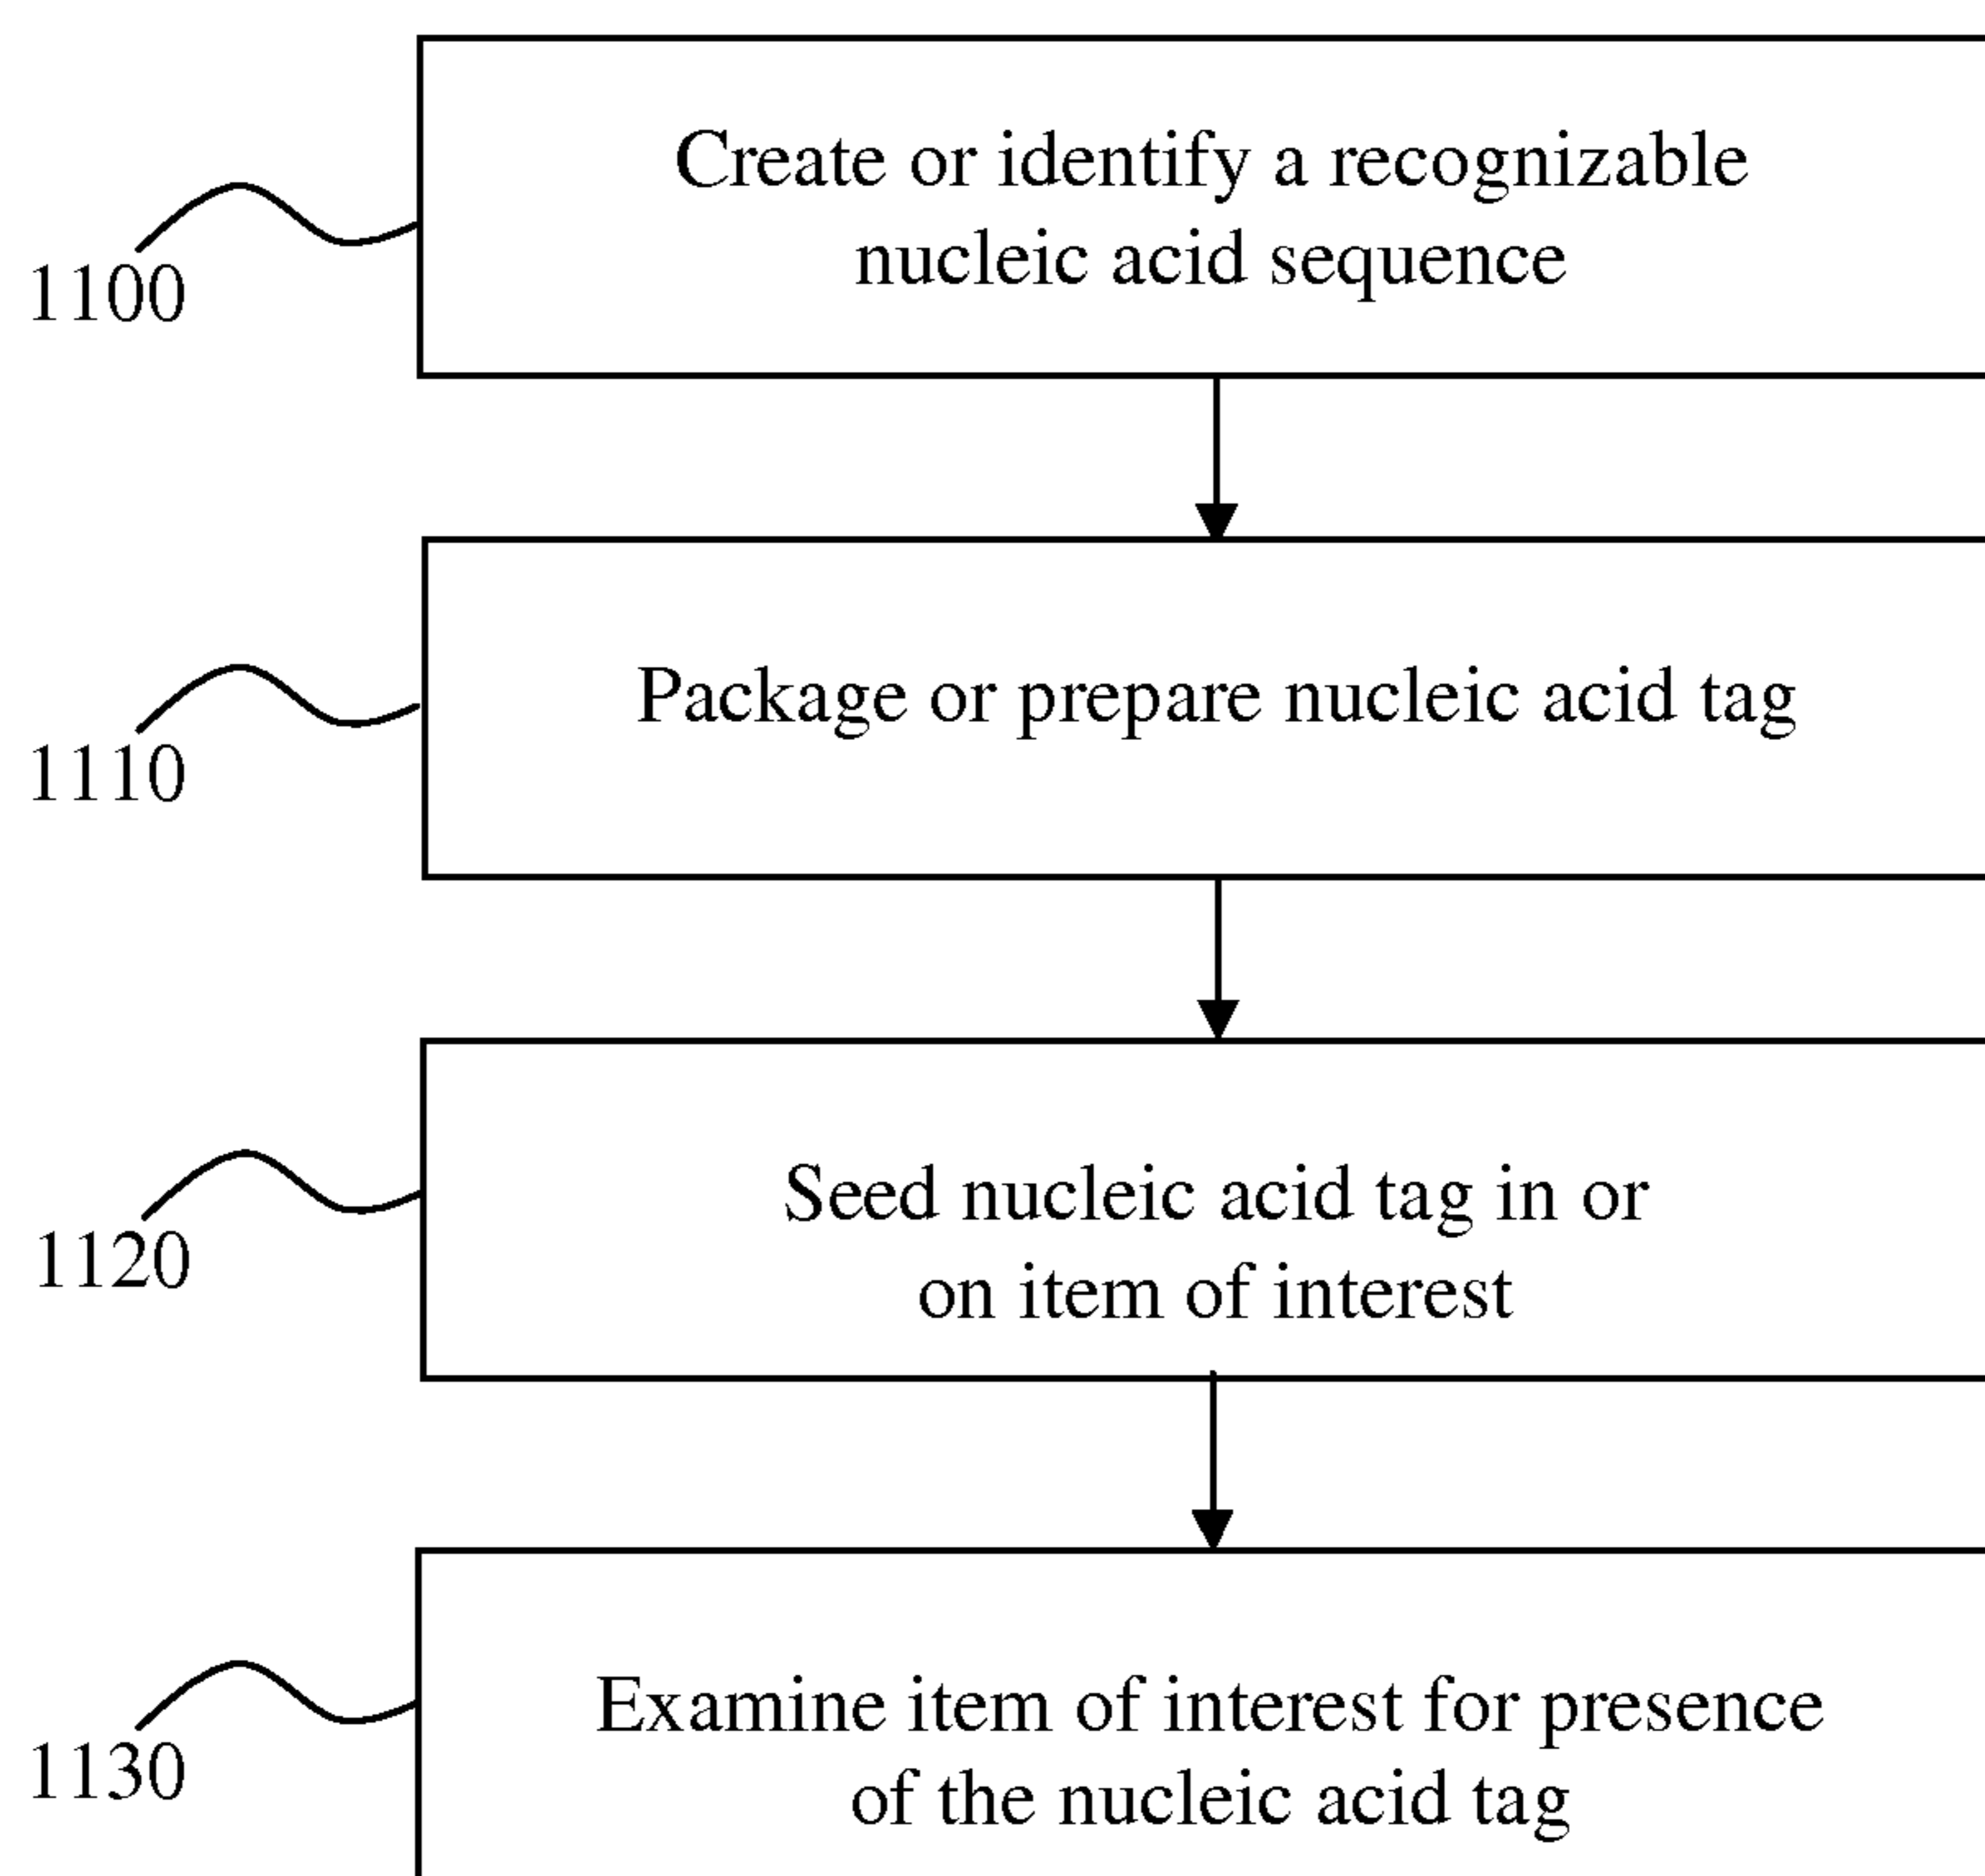 Create or identify a recognizable
nucleic acid sequence
1100
Package or prepare nucleic acid tag
1110
Seed nucleic acid tag in or
on item of interest
1120
Examine item of interest for presence
of the nucleic acid tag
1130